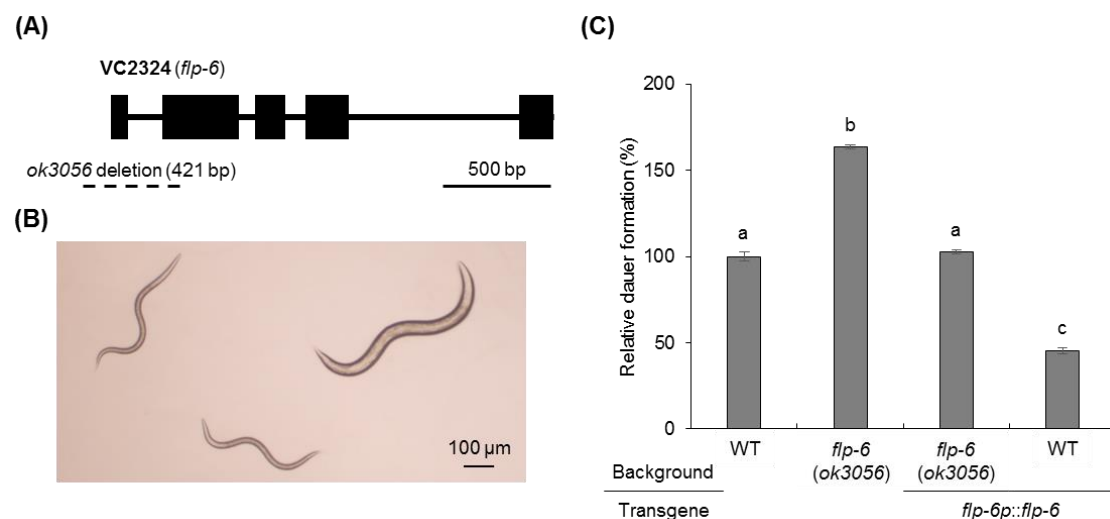 (A)
VC2324 (flp-6)
ok3056 deletion (421 bp)
500 bp
(B)
100 µm
(C)
Relative dauer formation (%)
200
150
100
50
0
a
b
a
c
WT
flp-6
(ok3056)
flp-6
(ok3056)
WT
Background
Transgene
flp-6p::flp-6